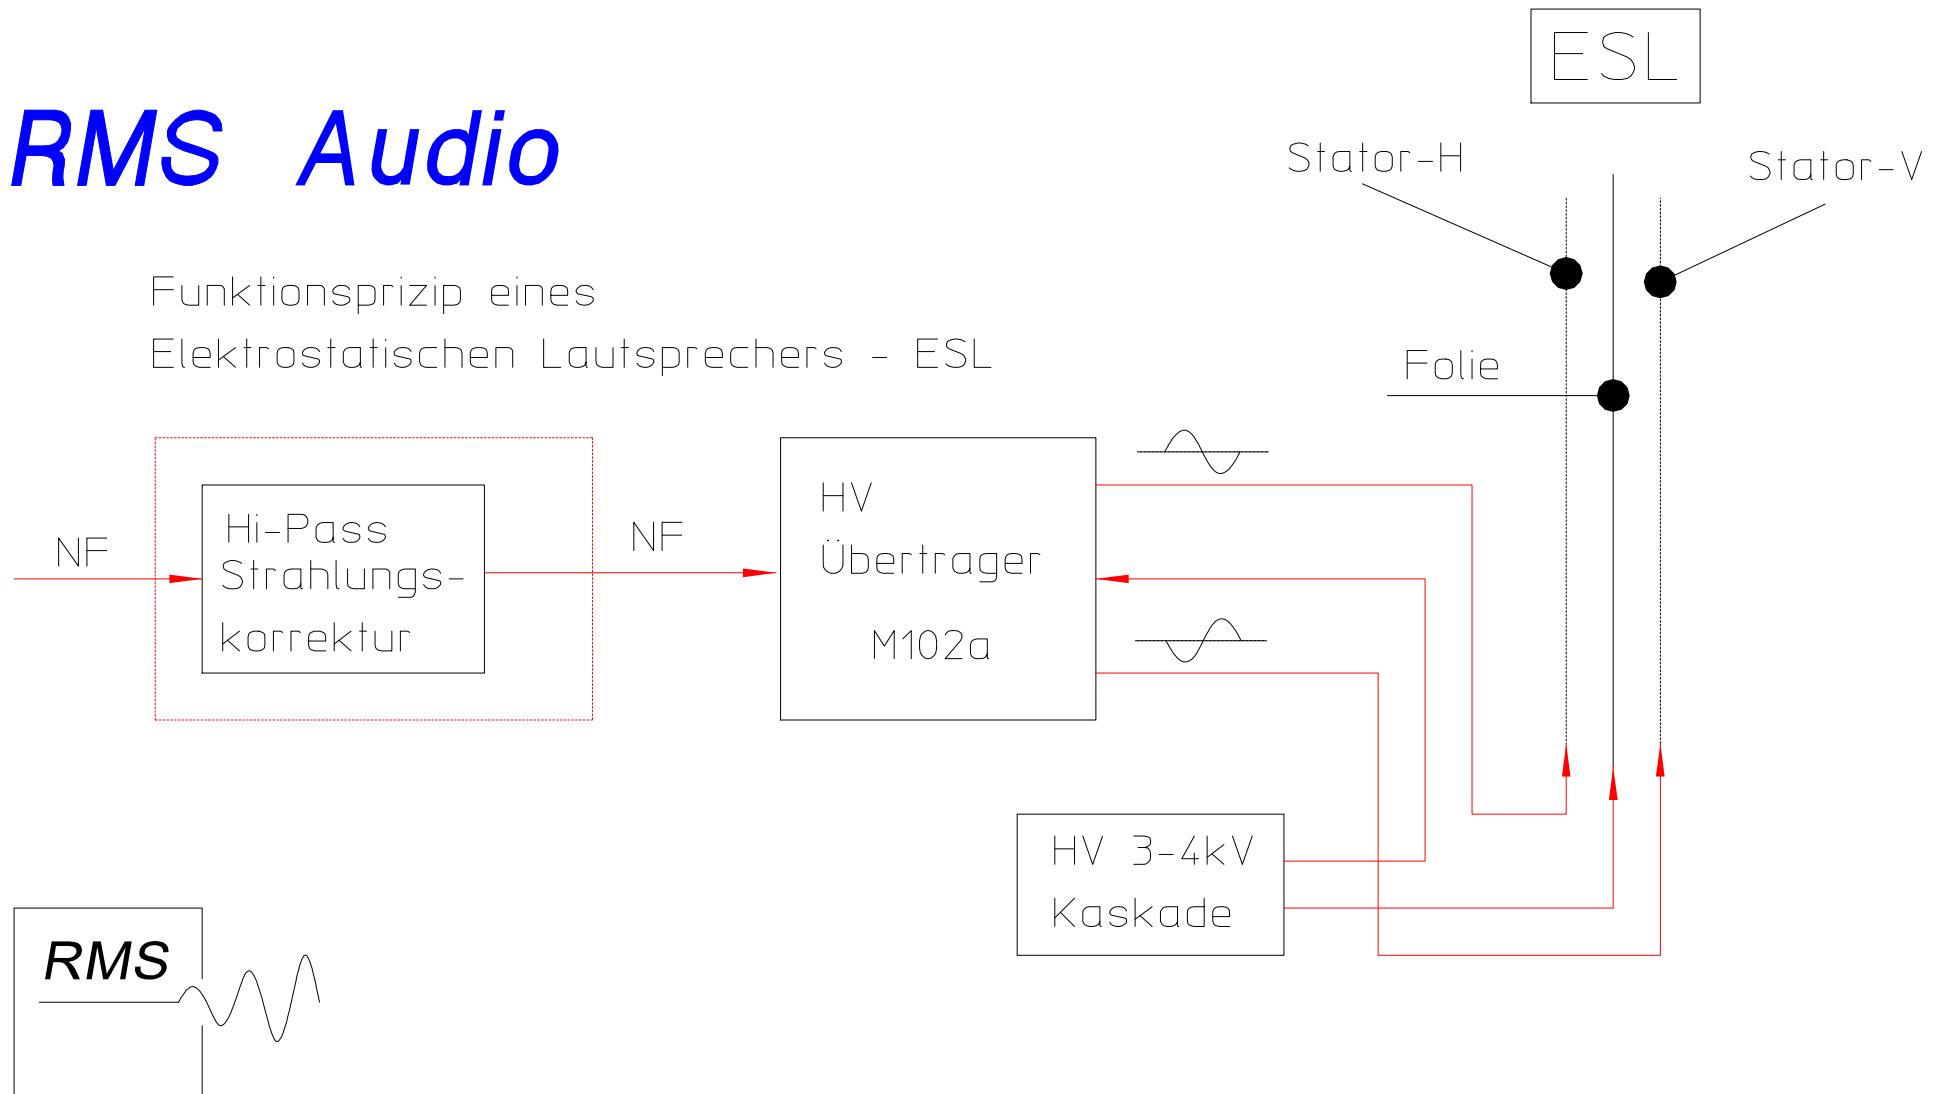 ESL
RMS Audio
Stator-H
Stator-V
Funktionsprizip eines
Elektrostatischen Lautsprechers - ESL
Folie
NF
Hi-Pass
Strahlungs-
korrektur
NF
HV
Übertrager
M102a
HV 3-4kV
Kaskade
RMS